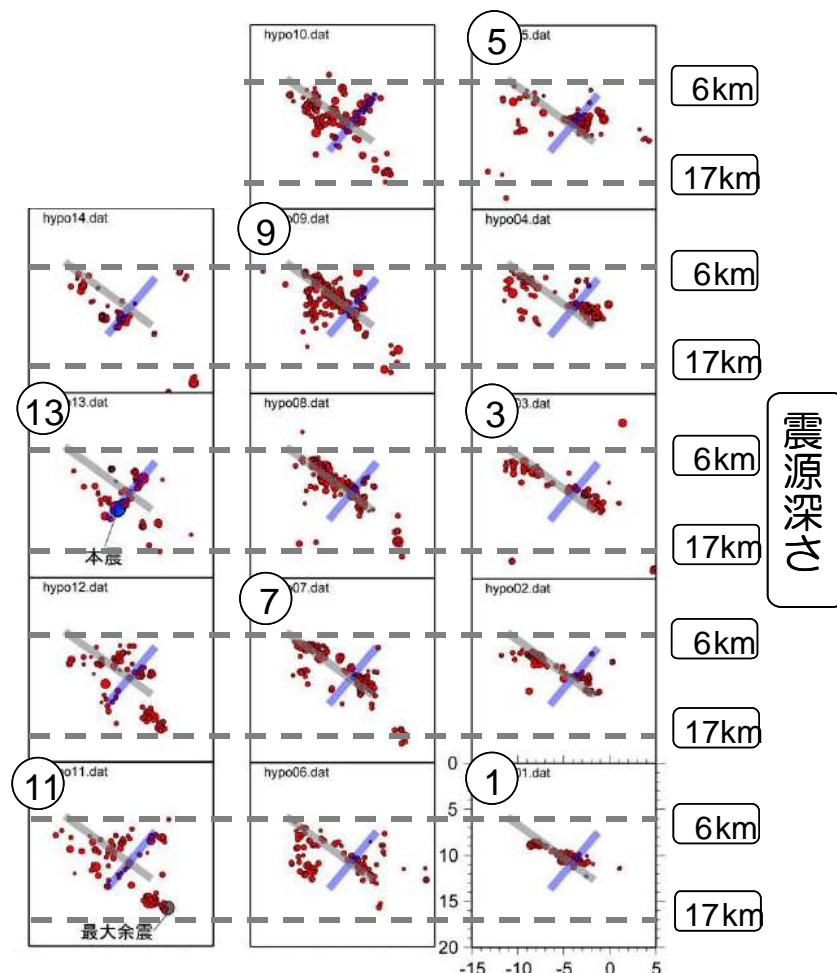 hypo10.dat
⑤
5.dat
6km
17km
hypo14.dat
⑨
09.dat
hypo04.dat
6km
17km
⑬
13.dat
hypo08.dat
③
03.dat
6km
17km
本震
震源深さ
hypo12.dat
⑦
07.dat
hypo02.dat
6km
17km
⑪
11.dat
hypo06.dat
①
01.dat
6km
17km
最大余震
0
5
10
15
20
-15
-10
-5
0
5